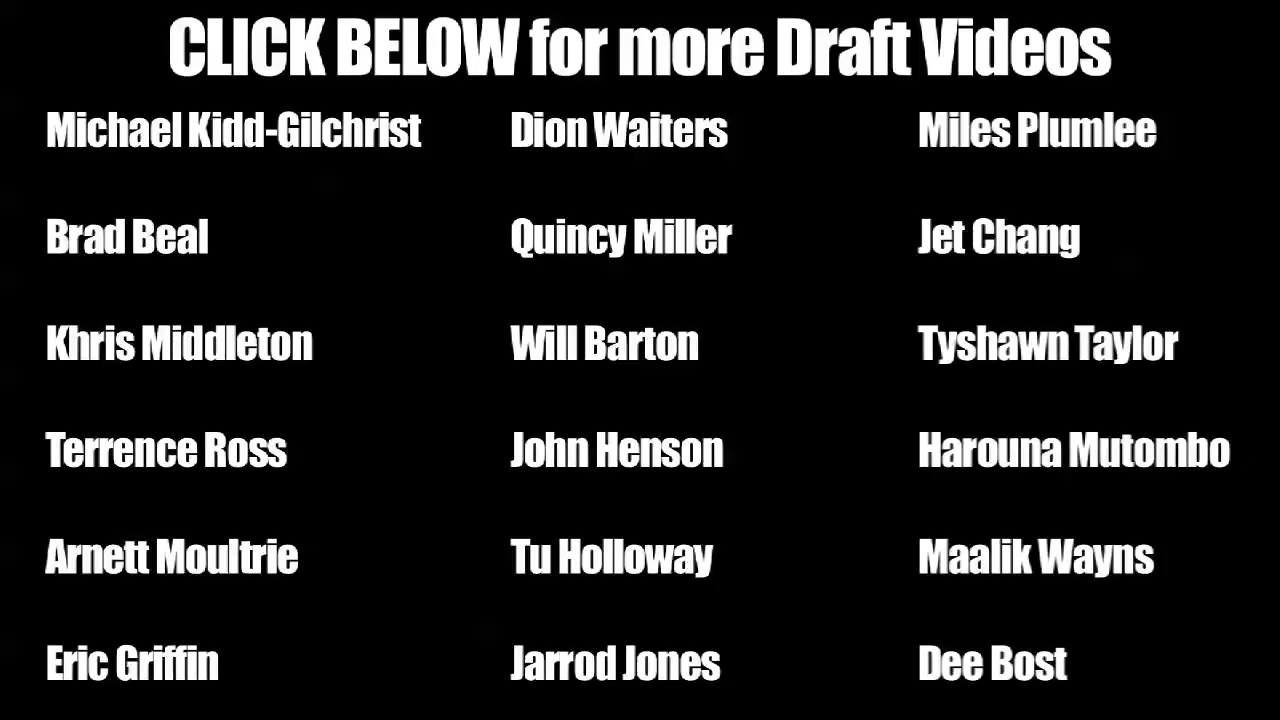 CLICK BELOW for more Draft Videos
Michael Kidd-Gilchrist
Dion Waiters
Miles Plumlee
Brad Beal
Quincy Miller
Jet Chang
Khris Middleton
Will Barton
Tyshawn Taylor
Terrence Ross
John Henson
Harouna Mutombo
Arnett Moultrie
Tu Holloway
Maalik Wayns
Eric Griffin
Jarrod Jones
Dee Bost